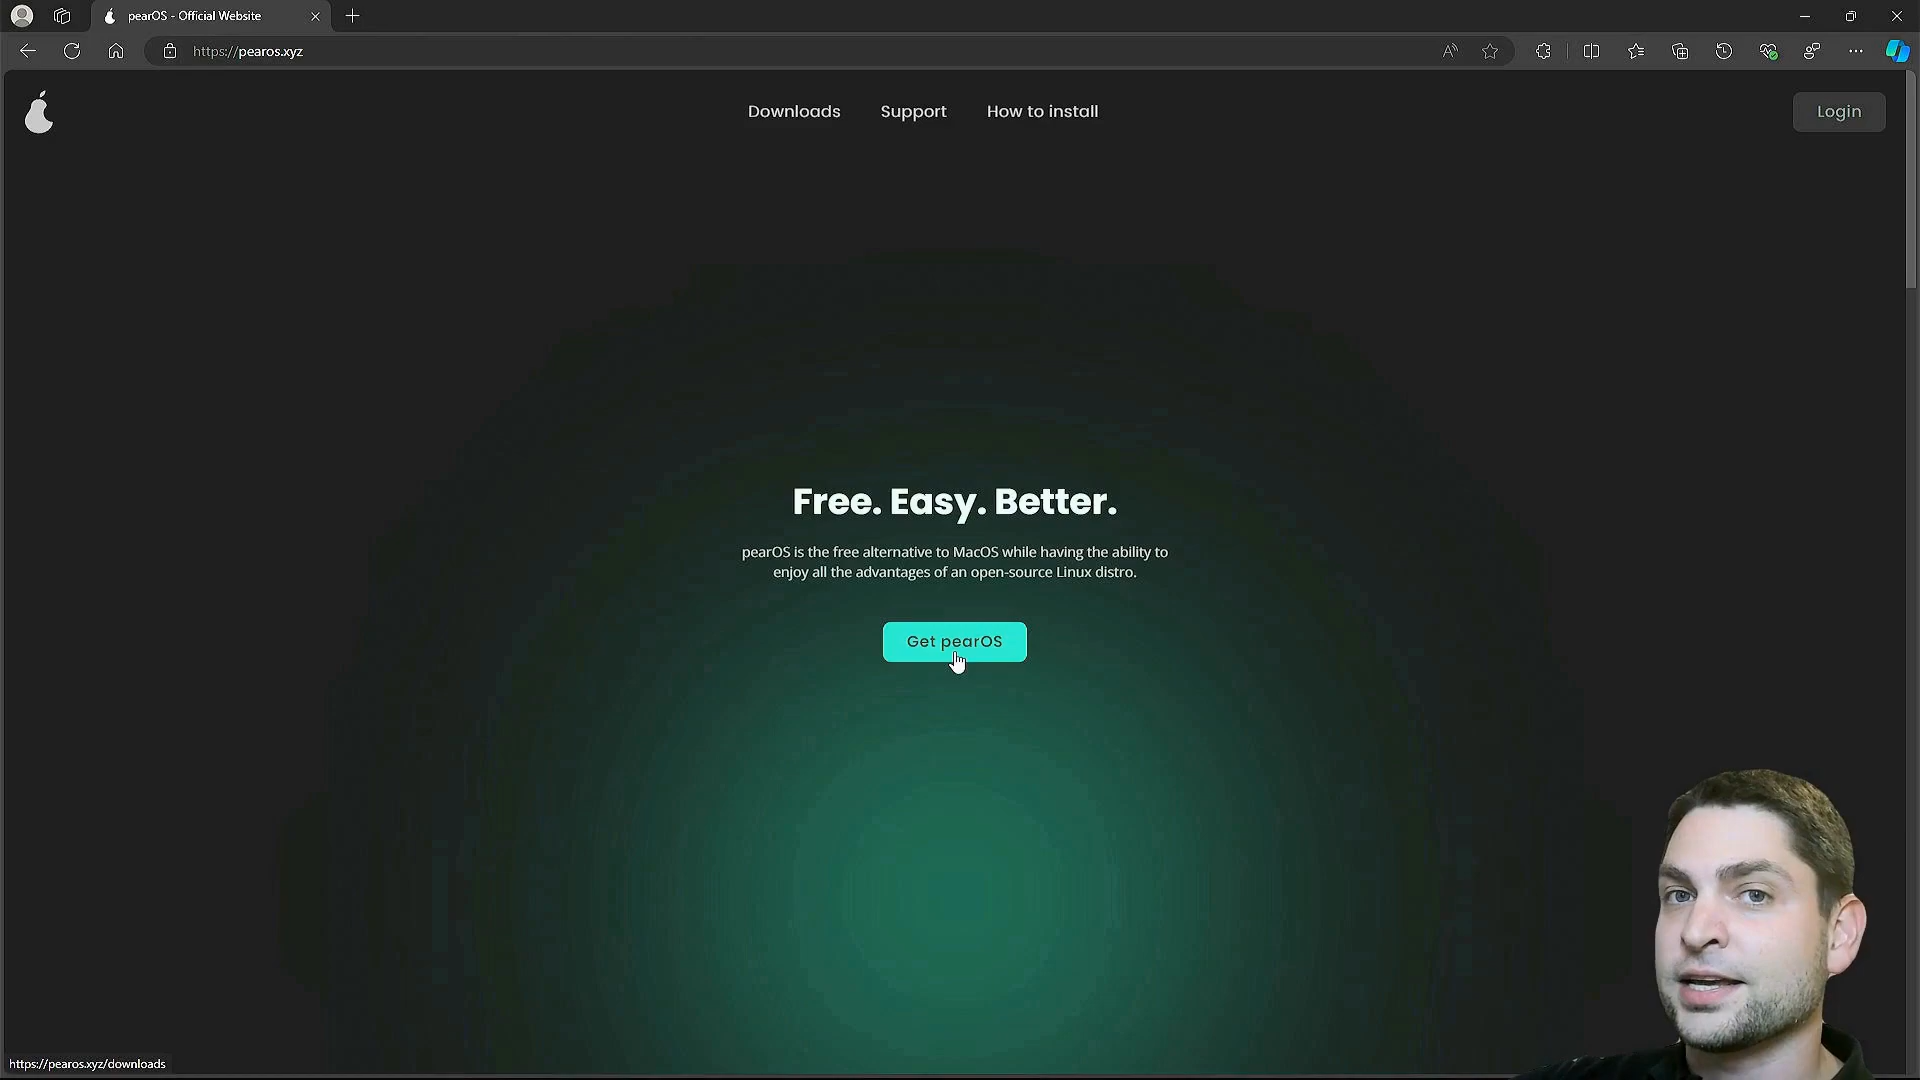 pearOS - Official Website
https://pearos.xyz
Downloads
Support
How to install
Login
Free. Easy. Better.
pearOS is the free alternative to MacOS while having the ability to
enjoy all the advantages of an open-source Linux distro.
Get pearOS
https://pearos.xyz/downloads